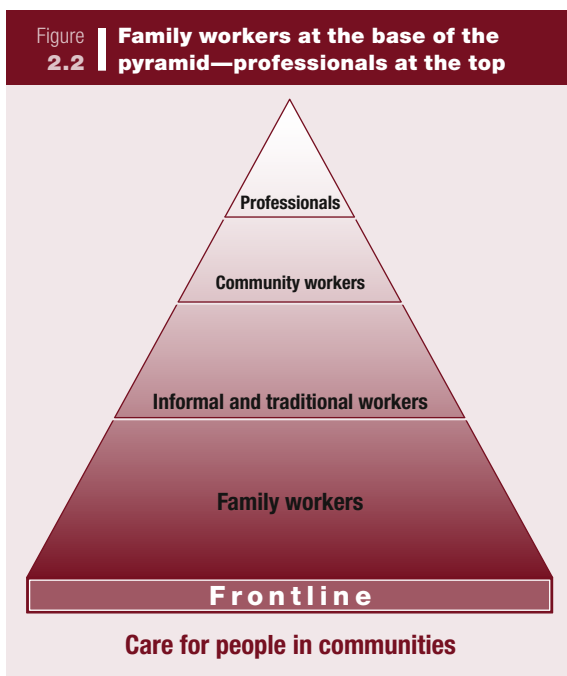 Figure
2.2
Family workers at the base of the
pyramid—professionals at the top
Professionals
Community workers
Informal and traditional workers
Family workers
Frontline
Care for people in communities